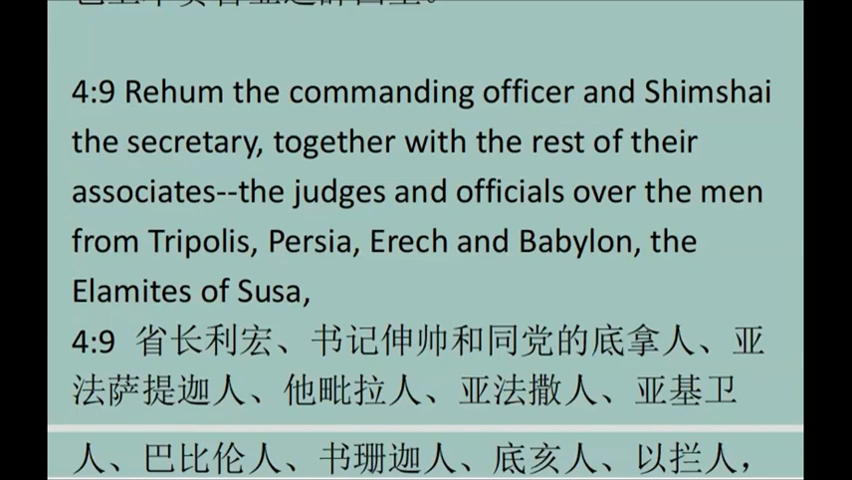 4:9 Rehum the commanding officer and Shimshai
the secretary, together with the rest of their
associates--the judges and officials over the men
from Tripolis, Persia, Erech and Babylon, the
Elamites of Susa,
4:9 省长利宏、书记伸帅和同党的底拿人、亚
法萨提迦人、他毗拉人、亚法撒人、亚基卫
人、巴比伦人、书珊迦人、底亥人、以拦人，